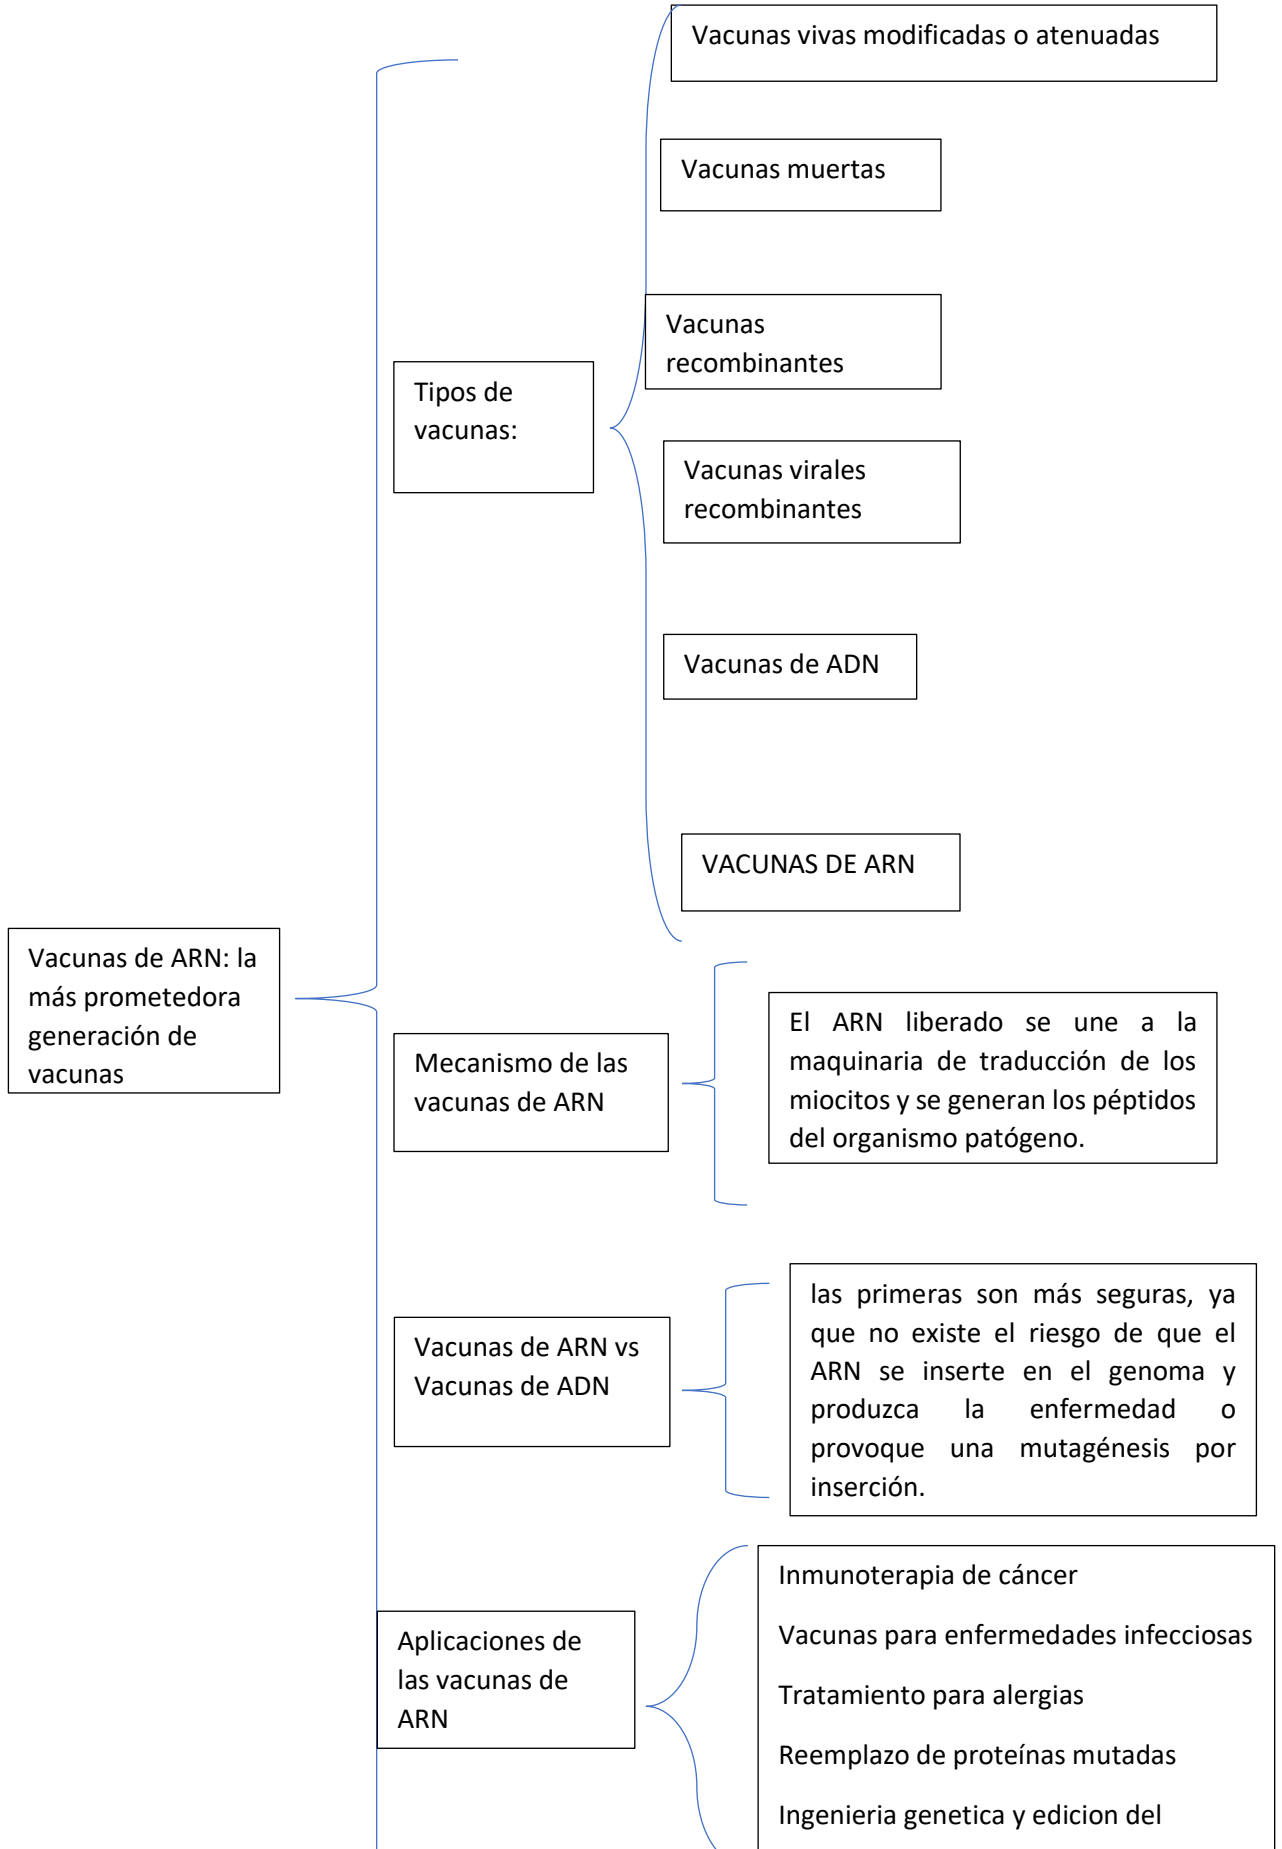 Vacunas de ARN: la
más prometedora
generación de
vacunas
Tipos de
vacunas:
Vacunas vivas modificadas o atenuadas
Vacunas muertas
Vacunas
recombinantes
Vacunas virales
recombinantes
Vacunas de ADN
VACUNAS DE ARN
Mecanismo de las
vacunas de ARN
El ARN liberado se une a la
maquinaria de traducción de los
miocitos y se generan los péptidos
del organismo patógeno.
Vacunas de ARN vs
Vacunas de ADN
las primeras son más seguras, ya
que no existe el riesgo de que el
ARN se inserte en el genoma y
produzca la enfermedad o
provoque una mutagénesis por
inserción.
Aplicaciones de
las vacunas de
ARN
Inmunoterapia de cáncer
Vacunas para enfermedades infecciosas
Tratamiento para alergias
Reemplazo de proteínas mutadas
Ingenieria genetica y edicion del